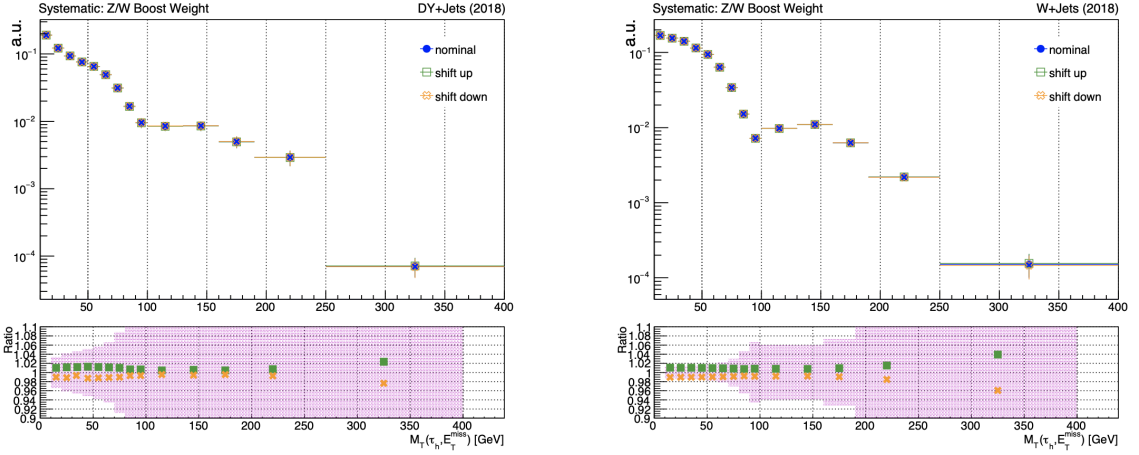 Systematic: Z/W Boost Weight DY+Jets (2018)
a.u.
nominal
shift up
shift down
10⁻¹
10⁻²
10⁻³
10⁻⁴
50 100 150 200 250 300 350 400
Ratio
1.1
1.08
1.06
1.04
1.02
1
0.98
0.96
0.94
0.92
0.9
0 50 100 150 200 250 300 350 400
M_T(τ_h,E_T^miss) [GeV]
Systematic: Z/W Boost Weight W+Jets (2018)
a.u.
nominal
shift up
shift down
10⁻¹
10⁻²
10⁻³
10⁻⁴
50 100 150 200 250 300 350 400
Ratio
1.1
1.08
1.06
1.04
1.02
1
0.98
0.96
0.94
0.92
0.9
0 50 100 150 200 250 300 350 400
M_T(τ_h,E_T^miss) [GeV]